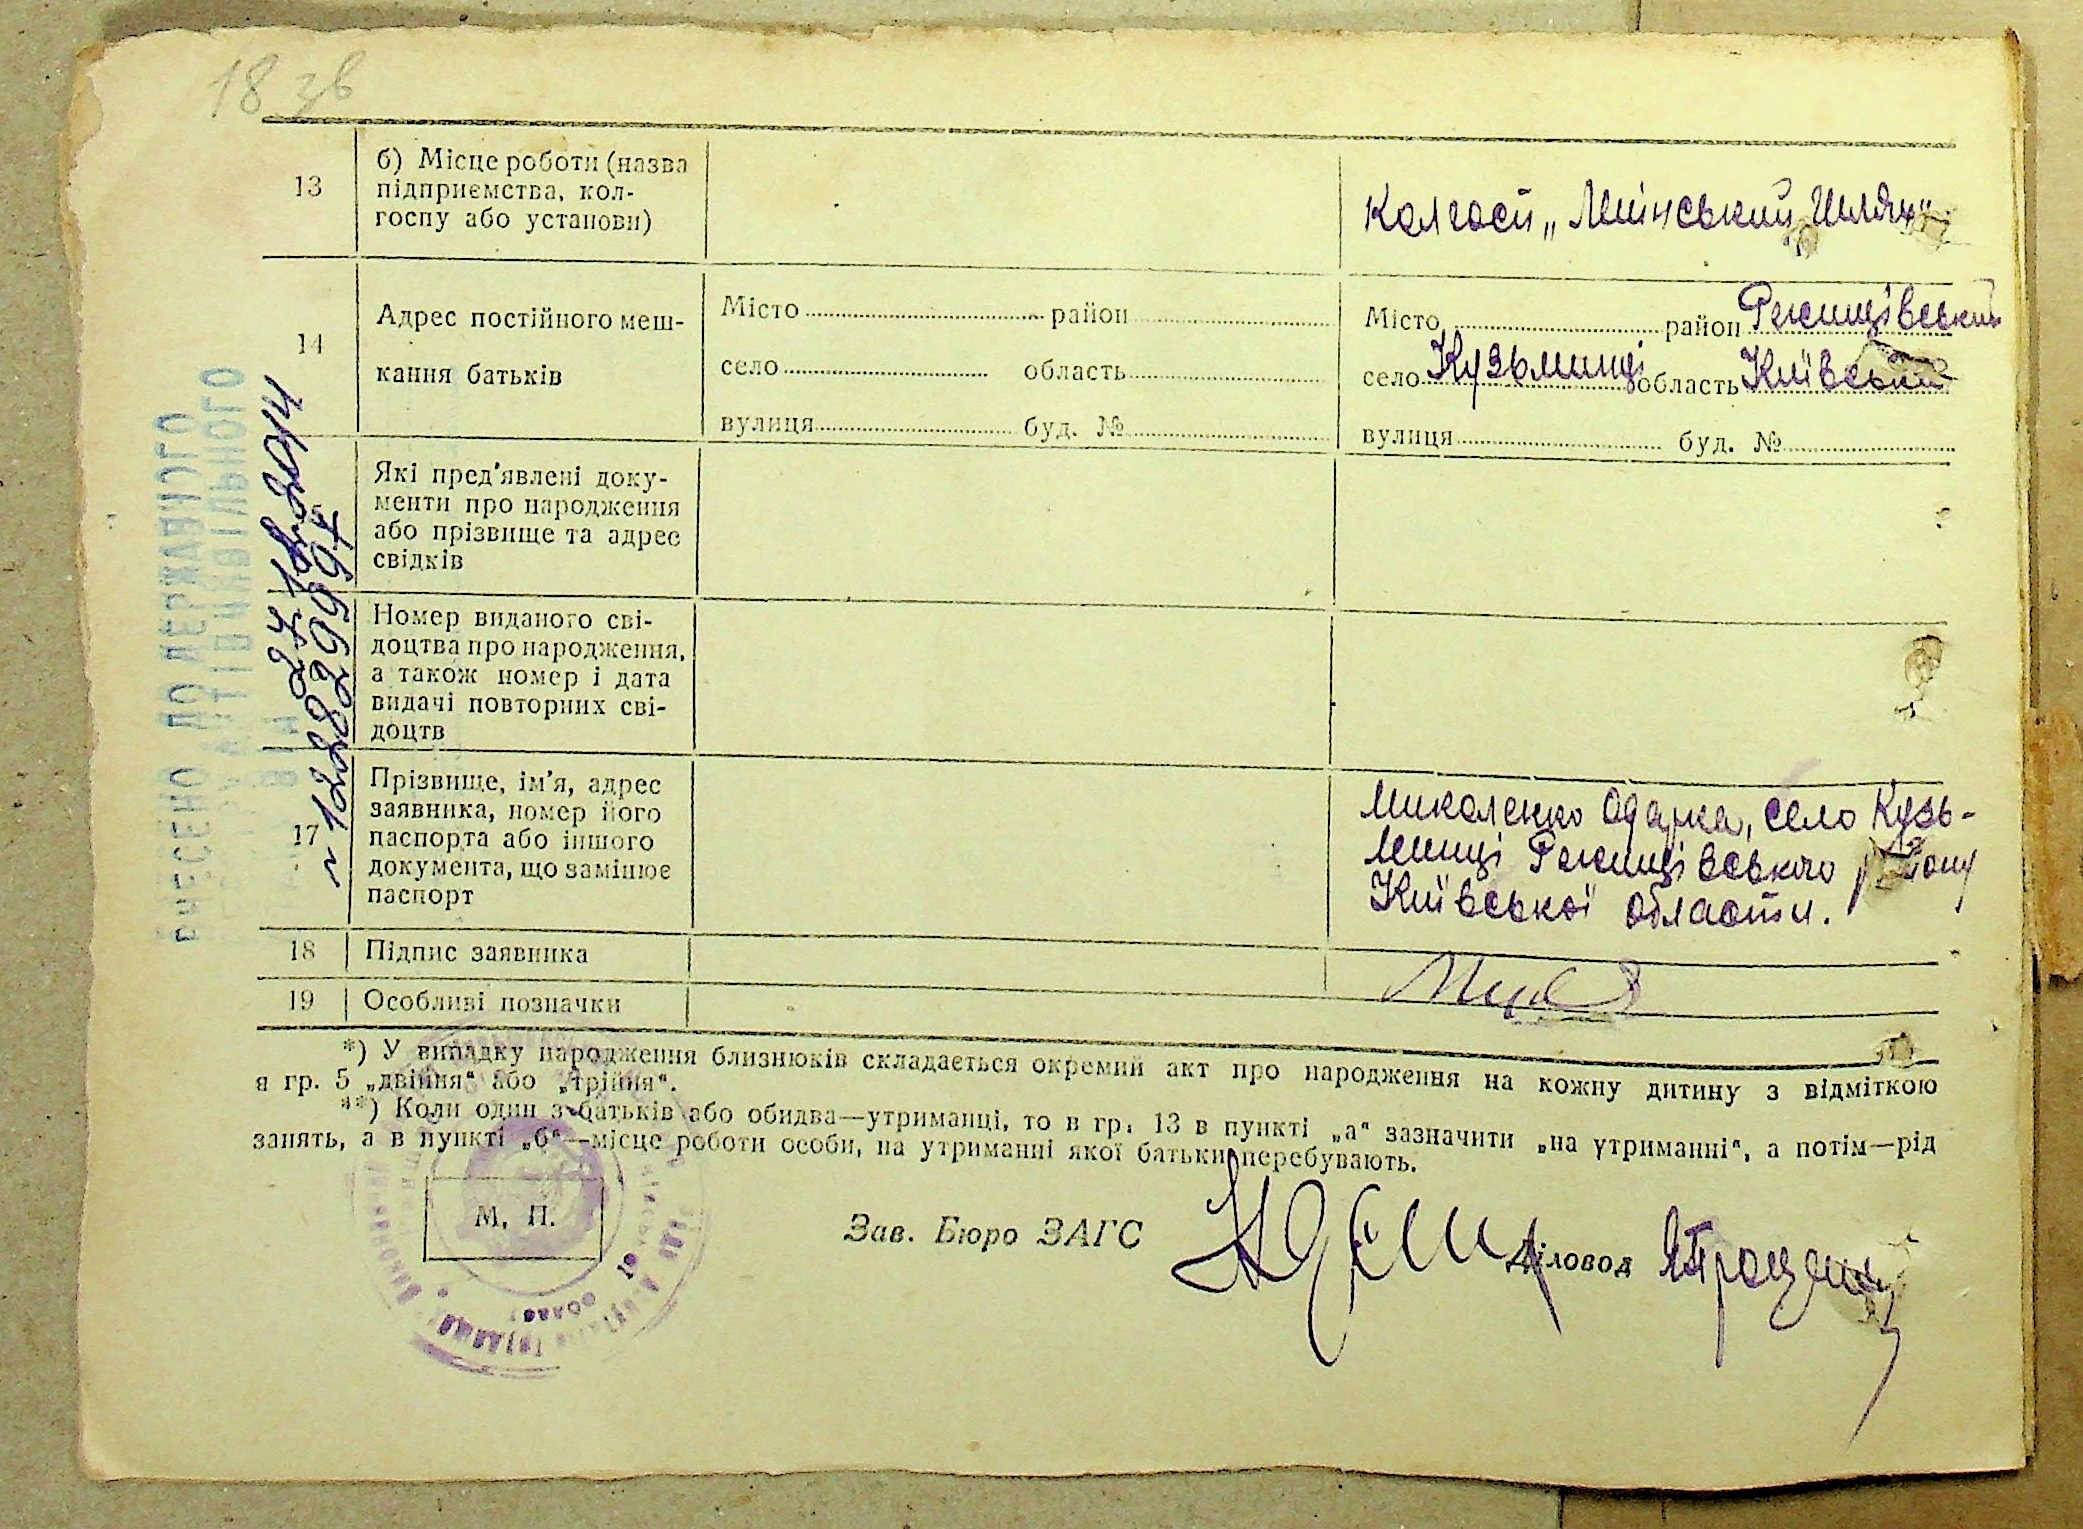 18 зв
13
б) Місце роботи (назва
підприємства, кол-
госпу або установи)
Колгосп „Ленінський Шлях"
14
Адрес постійного меш-
кання батьків
Місто район
село область
вулиця буд. №
Місто район Ржищівський
село Кузьминці область Київський
вулиця буд. №
Які пред'явлені доку-
менти про народження
або прізвище та адрес
свідків
Номер виданого сві-
доцтва про народження,
а також номер і дата
видачі повторних сві-
доцтв
17
Прізвище, ім'я, адрес
заявника, номер його
паспорта або іншого
документа, що замінює
паспорт
Миколенко Одарка, село Кузь-
минці Ржищівського району
Київської області.
18
Підпис заявника
19
Особливі позначки
*) У випадку народження близнюків складається окремий акт про народження на кожну дитину з відміткою
в гр. 5 „двійня" або „трійня".
**) Коли один з батьків або обидва—утриманці, то в гр. 13 в пункті „а" зазначити „на утриманні", а потім—рід
занять, а в пункті „б"—місце роботи особи, на утриманні якої батьки перебувають.
М. П.
Зав. Бюро ЗАГС
Діловод